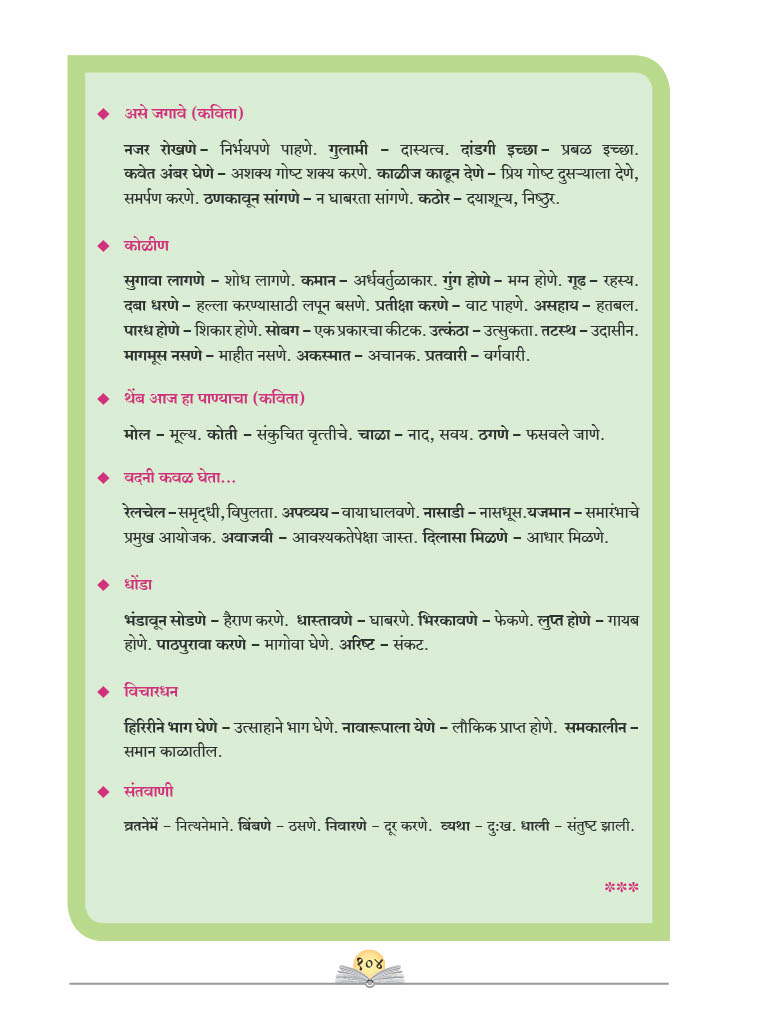 ◆ असे जगावे (कविता)
नजर रोखणे – निर्भयपणे पाहणे. गुलामी – दास्यत्व. दांडगी इच्छा – प्रबळ इच्छा.
कवेत अंबर घेणे – अशक्य गोष्ट शक्य करणे. काळीज काढून देणे – प्रिय गोष्ट दुसऱ्याला देणे,
समर्पण करणे. ठणकावून सांगणे – न घाबरता सांगणे. कठोर – दयाशून्य, निष्ठुर.
◆ कोळीण
सुगावा लागणे – शोध लागणे. कमान – अर्धवर्तुळाकार. गुंग होणे – मग्न होणे. गूढ – रहस्य.
दबा धरणे – हल्ला करण्यासाठी लपून बसणे. प्रतीक्षा करणे – वाट पाहणे. असहाय – हतबल.
पारध होणे – शिकार होणे. सोबग – एक प्रकारचा कीटक. उत्कंठा – उत्सुकता. तटस्थ – उदासीन.
मागमूस नसणे – माहीत नसणे. अकस्मात – अचानक. प्रतवारी – वर्गवारी.
◆ थेंब आज हा पाण्याचा (कविता)
मोल – मूल्य. कोती – संकुचित वृत्तीचे. चाळा – नाद, सवय. ठगणे – फसवले जाणे.
◆ वदनी कवळ घेता...
रेलचेल – समृद्धी, विपुलता. अपव्यय – वाया घालवणे. नासाडी – नासधूस. यजमान – समारंभाचे
प्रमुख आयोजक. अवाजवी – आवश्यकतेपेक्षा जास्त. दिलासा मिळणे – आधार मिळणे.
◆ धोंडा
भंडावून सोडणे – हैराण करणे. धास्तावणे – घाबरणे. भिरकावणे – फेकणे. लुप्त होणे – गायब
होणे. पाठपुरावा करणे – मागोवा घेणे. अरिष्ट – संकट.
◆ विचारधन
हिरिरीने भाग घेणे – उत्साहाने भाग घेणे. नावारूपाला येणे – लौकिक प्राप्त होणे. समकालीन –
समान काळातील.
◆ संतवाणी
व्रतनेमें – नित्यनेमाने. बिंबणे – ठसणे. निवारणे – दूर करणे. व्यथा – दुःख. धाली – संतुष्ट झाली.
***
१०४